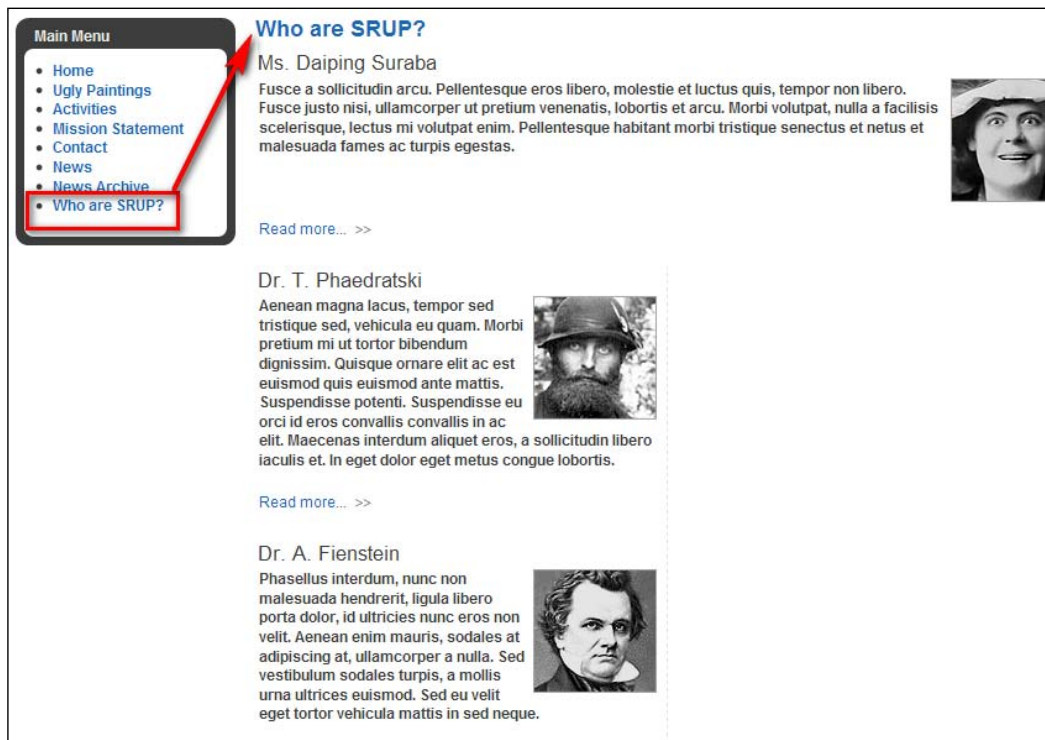 Main Menu
Home
Ugly Paintings
Activities
Mission Statement
Contact
News
News Archive
Who are SRUP?
Who are SRUP?
Ms. Daiping Suraba
Fusce a sollicitudin arcu. Pellentesque eros libero, molestie et luctus quis, tempor non libero.
Fusce justo nisi, ullamcorper ut pretium venenatis, lobortis et arcu. Morbi volutpat, nulla a facilisis
scelerisque, lectus mi volutpat enim. Pellentesque habitant morbi tristique senectus et netus et
malesuada fames ac turpis egestas.
Read more... >>
Dr. T. Phaedratski
Aenean magna lacus, tempor sed
tristique sed, vehicula eu quam. Morbi
pretium mi ut tortor bibendum
dignissim. Quisque ornare elit ac est
euismod quis euismod ante mattis.
Suspendisse potenti. Suspendisse eu
orci id eros convallis convallis in ac
elit. Maecenas interdum aliquet eros, a sollicitudin libero
iaculis et. In eget dolor eget metus congue lobortis.
Read more... >>
Dr. A. Fienstein
Phasellus interdum, nunc non
malesuada hendrerit, ligula libero
porta dolor, id ultricies nunc eros non
velit. Aenean enim mauris, sodales at
adipiscing at, ullamcorper a nulla. Sed
vestibulum sodales turpis, a mollis
urna ultrices euismod. Sed eu velit
eget tortor vehicula mattis in sed neque.